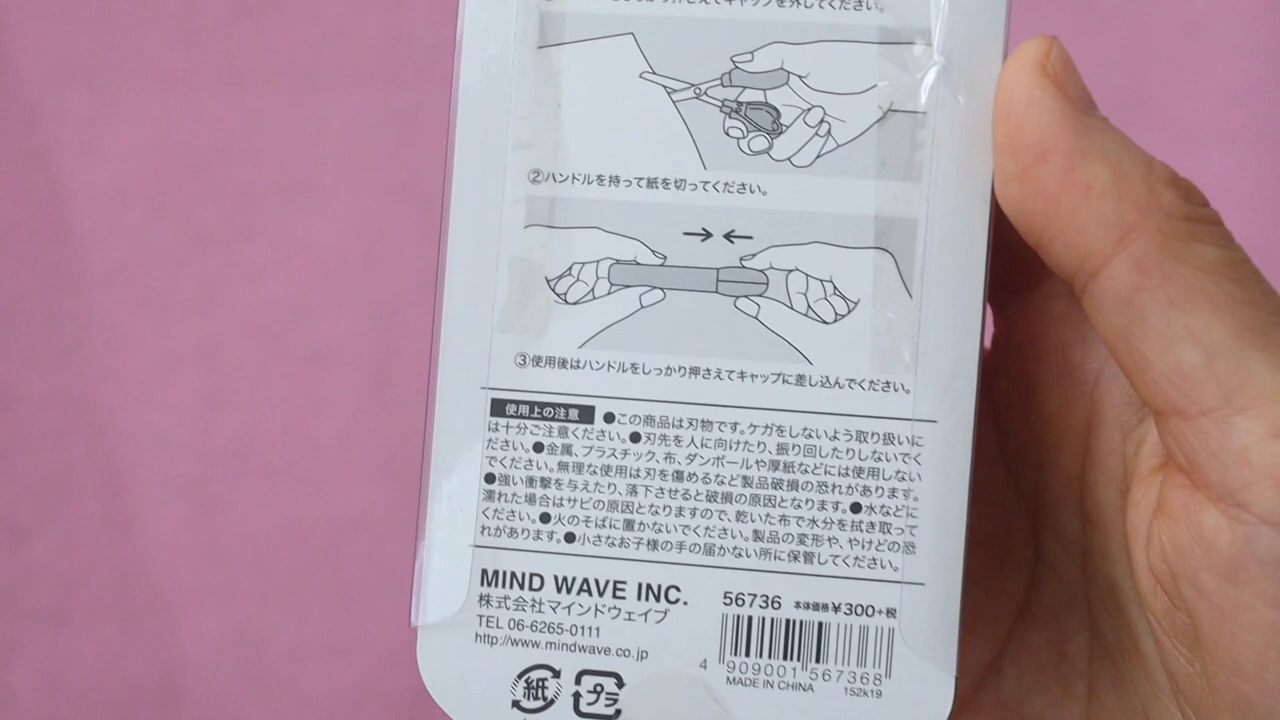 押さえてキャップを外してください。
②ハンドルを持って紙を切ってください。
③使用後はハンドルをしっかり押さえてキャップに差し込んでください。
使用上の注意 ●この商品は刃物です。ケガをしないよう取り扱いに
は十分ご注意ください。●刃先を人に向けたり、振り回したりしないでく
ださい。●金属、プラスチック、布、ダンボールや厚紙などには使用しない
でください。無理な使用は刃を傷めるなど製品破損の恐れがあります。
●強い衝撃を与えたり、落下させると破損の原因となります。●水などに
濡れた場合はサビの原因となりますので、乾いた布で水分を拭き取って
ください。●火のそばに置かないでください。製品の変形や、やけどの恐
れがあります。●小さなお子様の手の届かない所に保管してください。
MIND WAVE INC.
株式会社マインドウェイブ
TEL 06-6265-0111
http://www.mindwave.co.jp
56736 本体価格¥300+税
4 909001 567368
MADE IN CHINA 152k19
紙 プラ